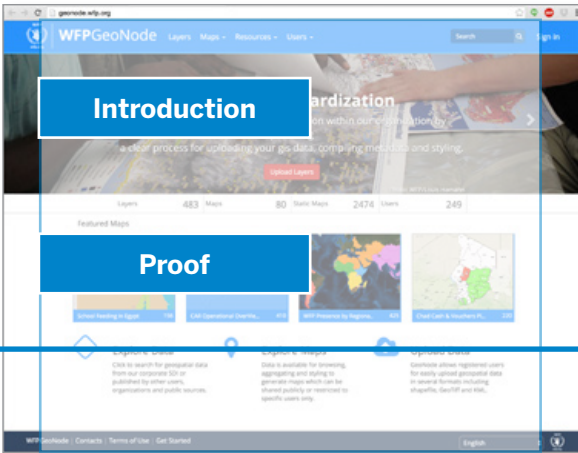 geonode.wfp.org
WFPGeoNode Layers Maps Resources Users Search Sign in
Introduction
ardization
on within our organisation by
a clear process for uploading your gis data, compiling metadata and styling.
Upload Layers
Layers 483 Maps 80 Static Maps 2474 Users 249
Featured Maps
Proof
School Feeding in Egypt CAR Operational Overvie... WFP Presence by Regiona... Chad Cash & Vouchers Pl...
Explore Data Explore Maps Upload Data
Click to search for geospatial data
from our corporate SDI or
published by other users,
organizations and public sources.
Data is available for browsing,
aggregating and styling to
generate maps which can be
shared publicly or restricted to
specific users only.
GeoNode allows registered users
for easily upload geospatial data
in several formats including
shapefile, GeoTiff and KML.
WFPGeoNode Contacts Terms of Use Get Started English